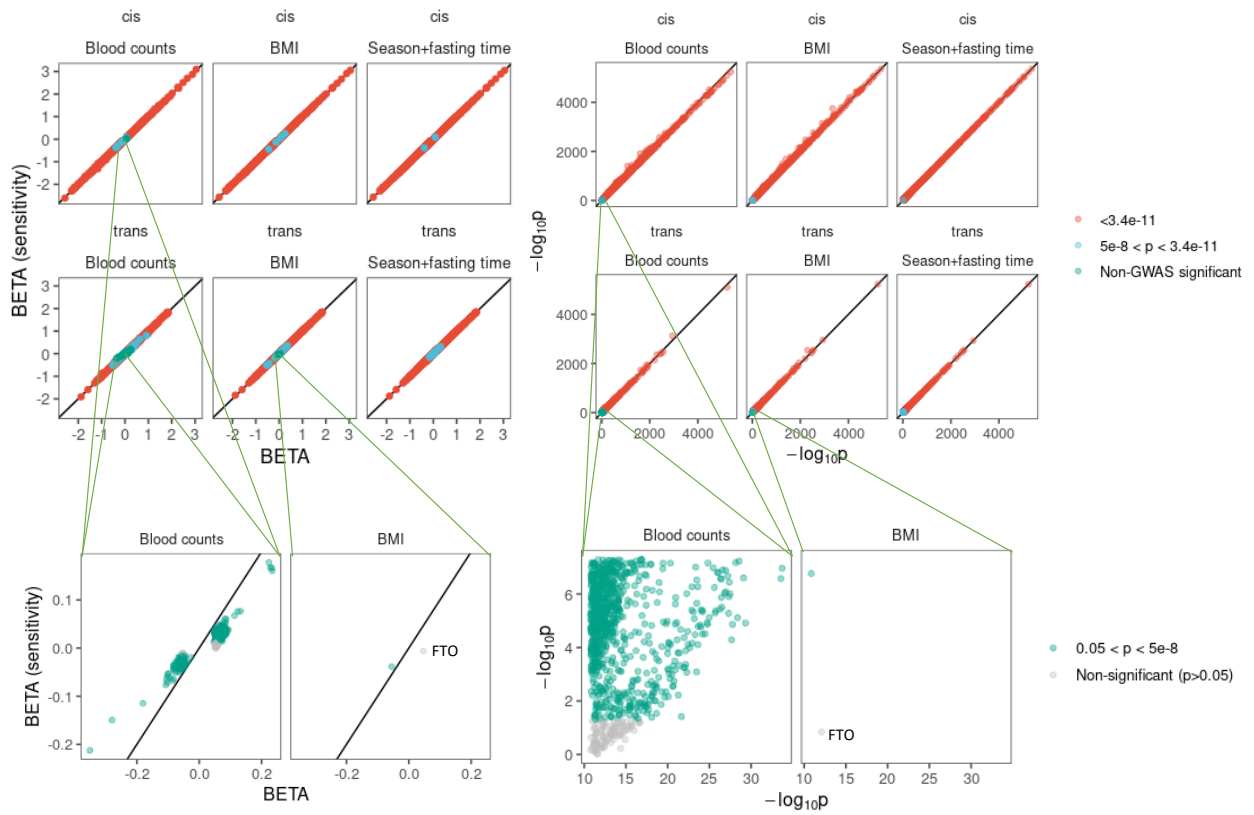 cis cis cis
Blood counts BMI Season+fasting time
3
2
1
0
-1
-2
trans trans trans
Blood counts BMI Season+fasting time
3
2
1
0
-1
-2
-2 -1 0 1 2 3 -2 -1 0 1 2 3 -2 -1 0 1 2 3
BETA
BETA (sensitivity)
cis cis cis
Blood counts BMI Season+fasting time
4000
2000
0
trans trans trans
Blood counts BMI Season+fasting time
4000
2000
0
0 2000 4000 0 2000 4000 0 2000 4000
−log10p
−log10p
<3.4e-11
5e-8 < p < 3.4e-11
Non-GWAS significant
Blood counts BMI
0.1
0.0
-0.1
-0.2
FTO
-0.2 0.0 0.2 -0.2 0.0 0.2
BETA
BETA (sensitivity)
Blood counts BMI
6
4
2
0
FTO
10 15 20 25 30 10 15 20 25 30
−log10p
−log10p
0.05 < p < 5e-8
Non-significant (p>0.05)